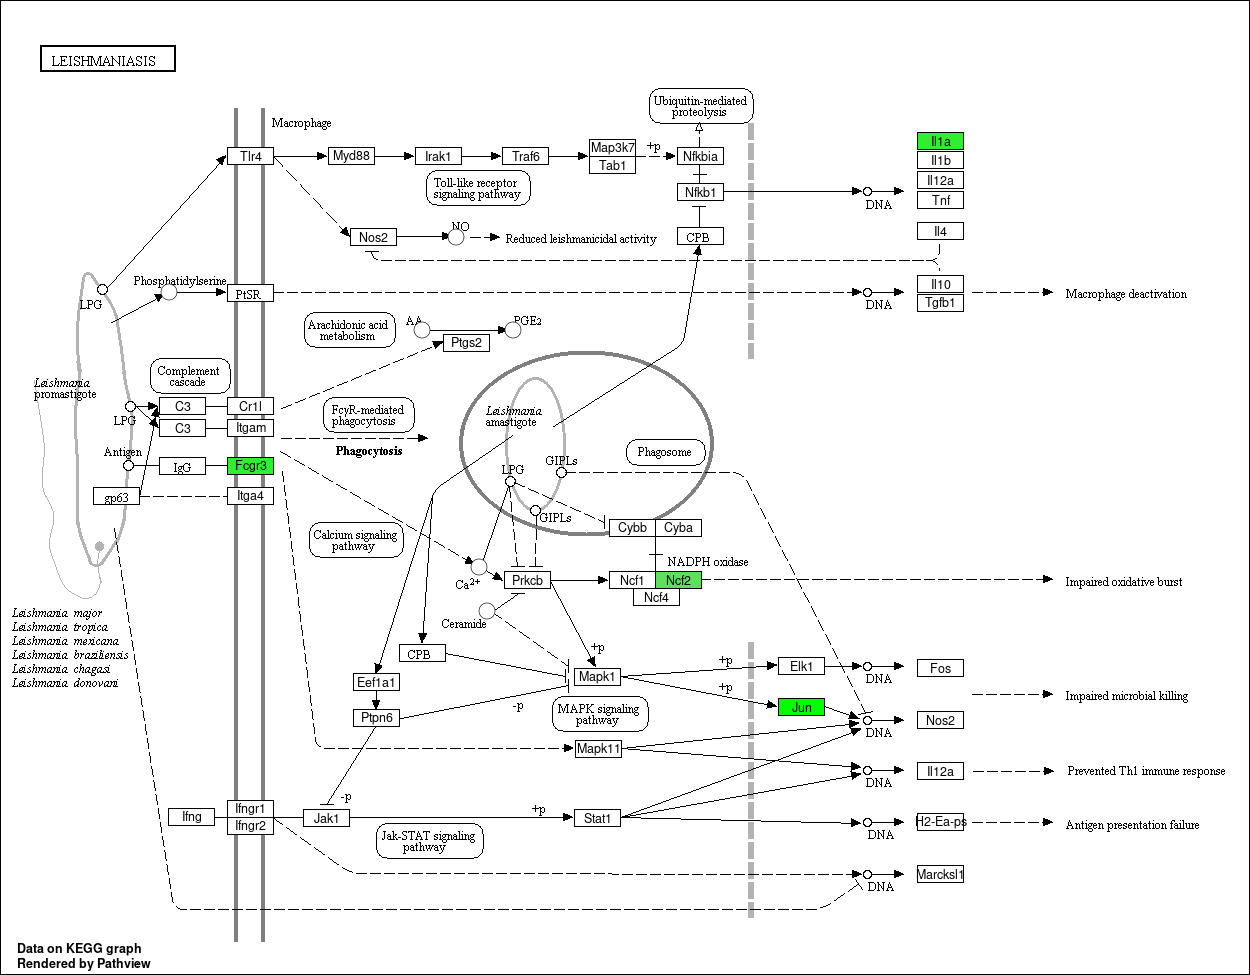 LEISHMANIASIS
Macrophage
Ubiquitin-mediated
proteolysis
Tlr4
Myd88
Irak1
Traf6
Map3k7
Tab1
+p
Nfkbia
Il1a
Il1b
Il12a
Tnf
Toll-like receptor
signaling pathway
Nfkb1
DNA
Nos2
NO
Reduced leishmanicidal activity
CPB
Il4
Phosphatidylserine
LPG
PtSR
DNA
Il10
Tgfb1
Macrophage deactivation
Arachidonic acid
metabolism
AA
PGE2
Ptgs2
Complement
cascade
Leishmania
promastigote
LPG
C3
Cr1l
C3
Itgam
FcγR-mediated
phagocytosis
Phagocytosis
Leishmania
amastigote
Phagosome
Antigen
IgG
Fcgr3
gp63
Itga4
LPG
GIPLs
GIPLs
Cybb
Cyba
NADPH oxidase
Calcium signaling
pathway
Ca2+
Prkcb
Ncf1
Ncf2
Ncf4
Impaired oxidative burst
Ceramide
Leishmania major
Leishmania tropica
Leishmania mexicana
Leishmania braziliensis
Leishmania chagasi
Leishmania donovani
CPB
+p
Mapk1
+p
Elk1
DNA
Fos
Eef1a1
+p
Impaired microbial killing
Ptpn6
-p
MAPK signaling
pathway
Jun
DNA
Nos2
Mapk11
DNA
Il12a
Prevented Th1 immune response
-p
Ifng
Ifngr1
Ifngr2
Jak1
+p
Stat1
DNA
H2-Ea-ps
Antigen presentation failure
Jak-STAT signaling
pathway
DNA
Marcksl1
Data on KEGG graph
Rendered by Pathview